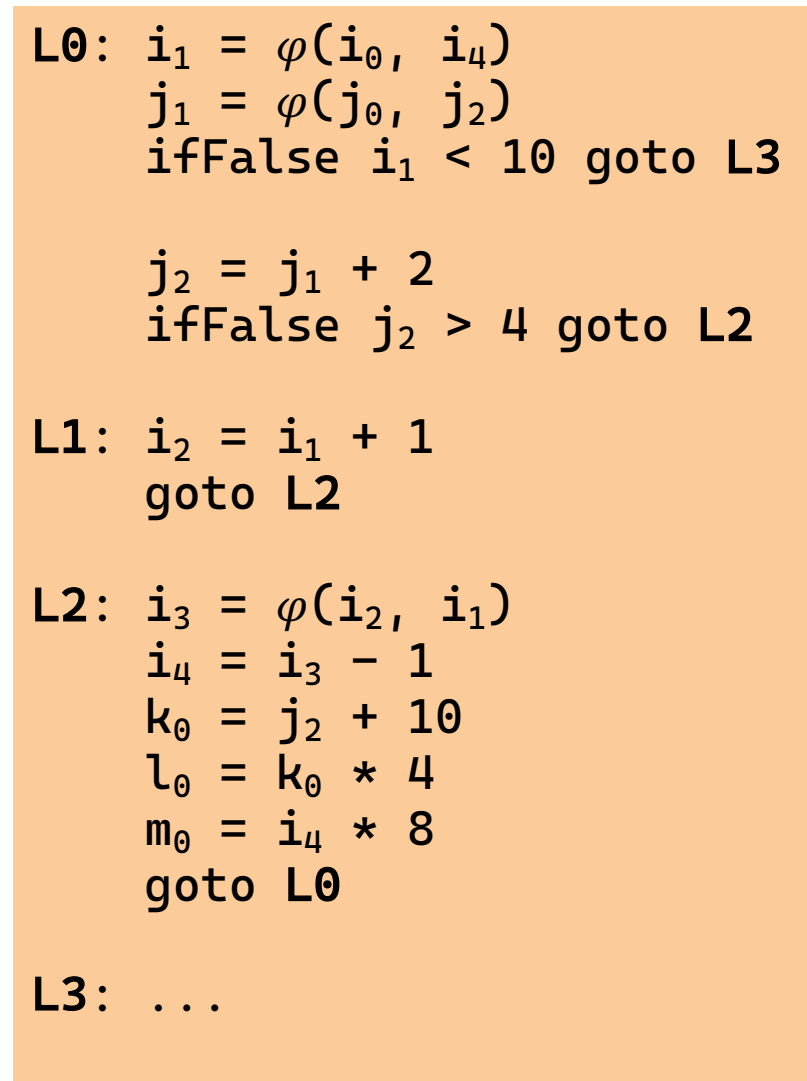 L0: i₁ = φ(i₀, i₄)
j₁ = φ(j₀, j₂)
ifFalse i₁ < 10 goto L3
j₂ = j₁ + 2
ifFalse j₂ > 4 goto L2
L1: i₂ = i₁ + 1
goto L2
L2: i₃ = φ(i₂, i₁)
i₄ = i₃ − 1
k₀ = j₂ + 10
l₀ = k₀ * 4
m₀ = i₄ * 8
goto L0
L3: ...